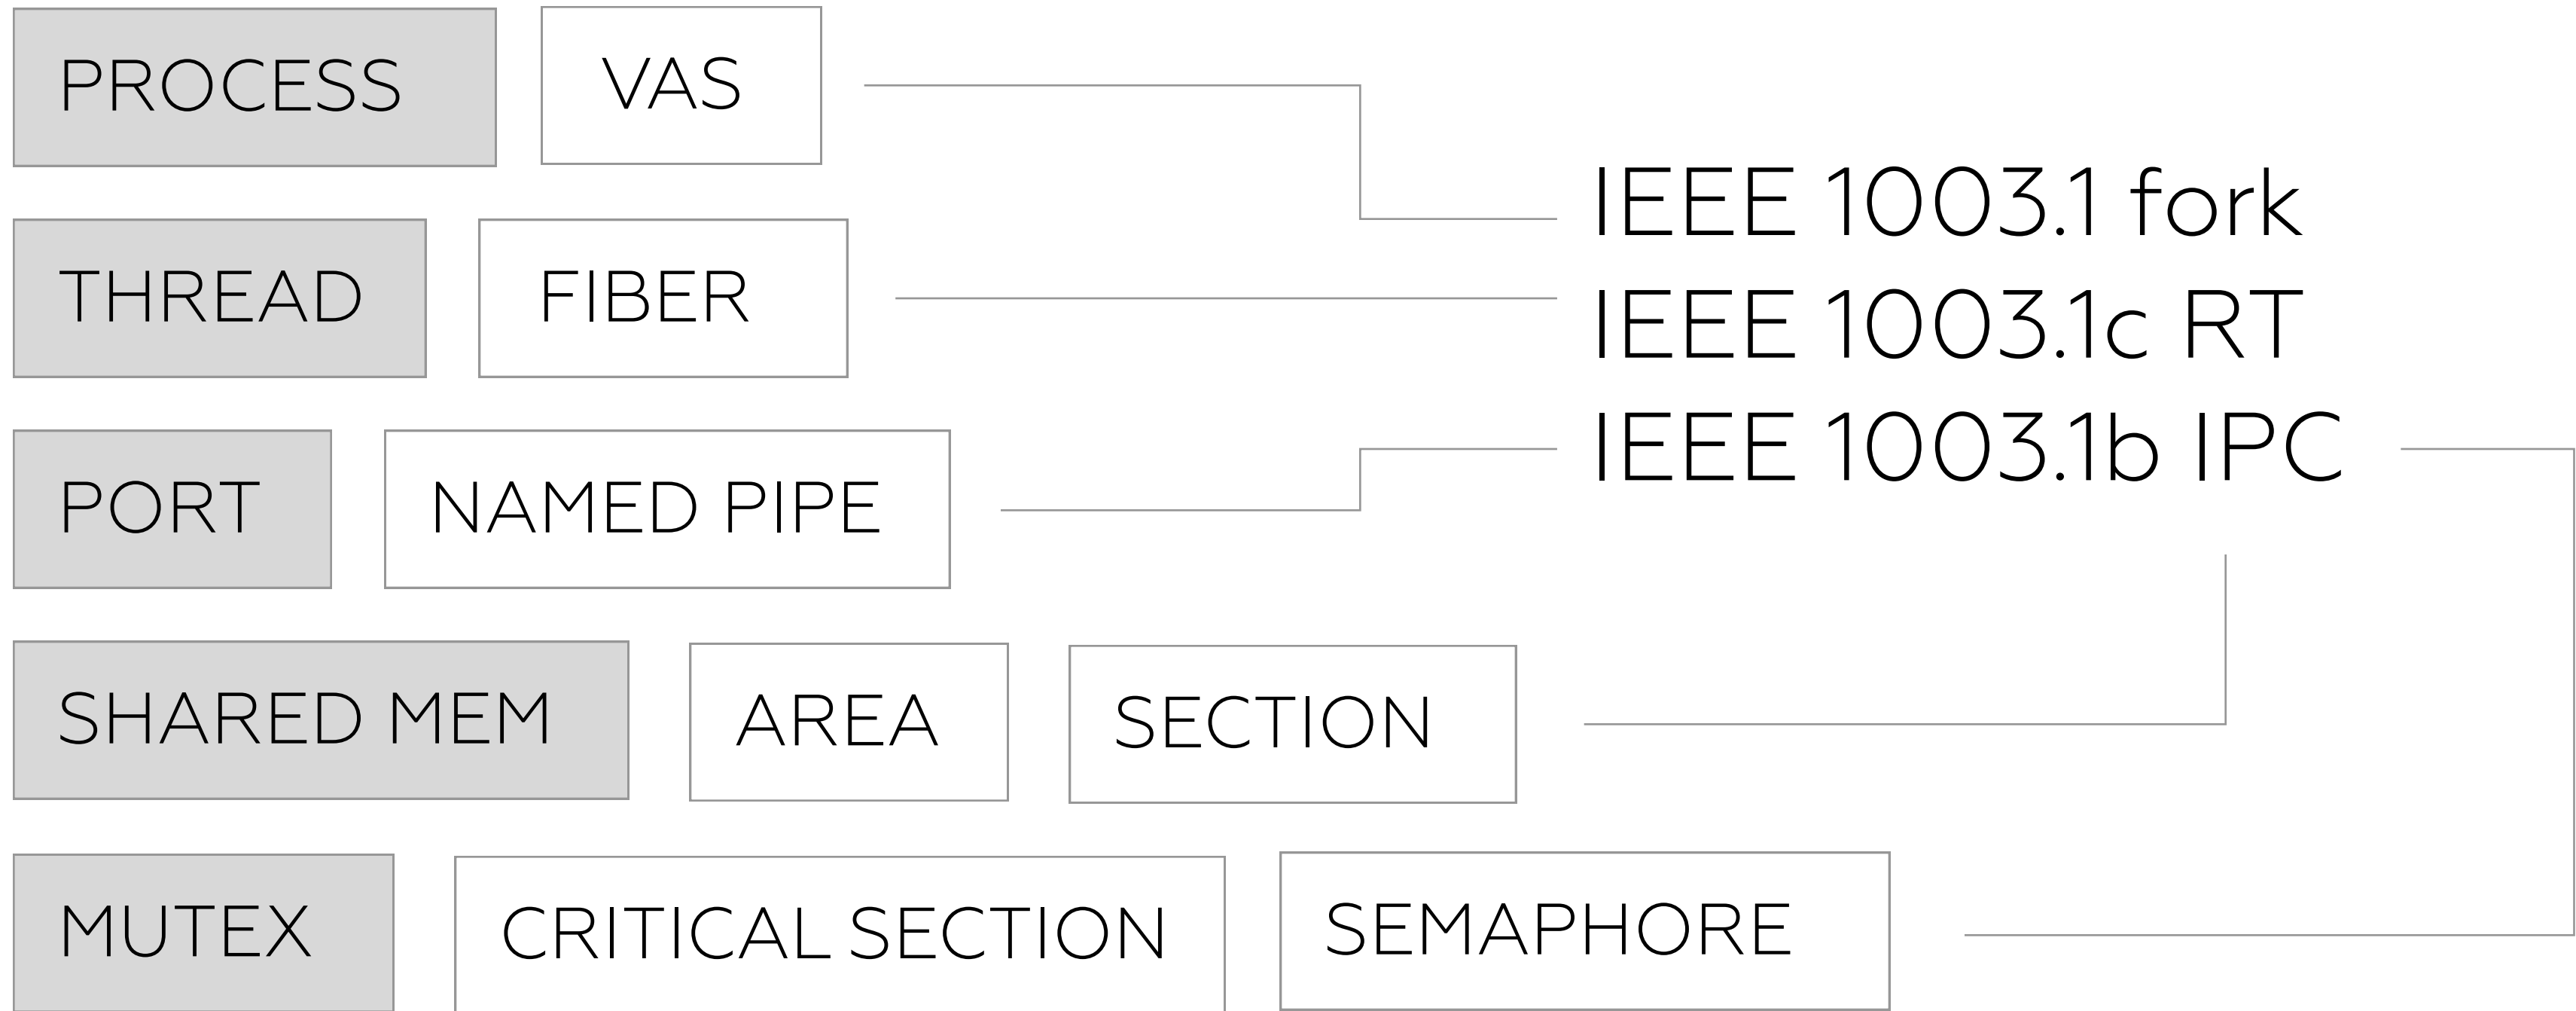 PROCESS VAS
IEEE 1003.1 fork
THREAD FIBER
IEEE 1003.1c RT
PORT NAMED PIPE
IEEE 1003.1b IPC
SHARED MEM AREA SECTION
MUTEX CRITICAL SECTION SEMAPHORE